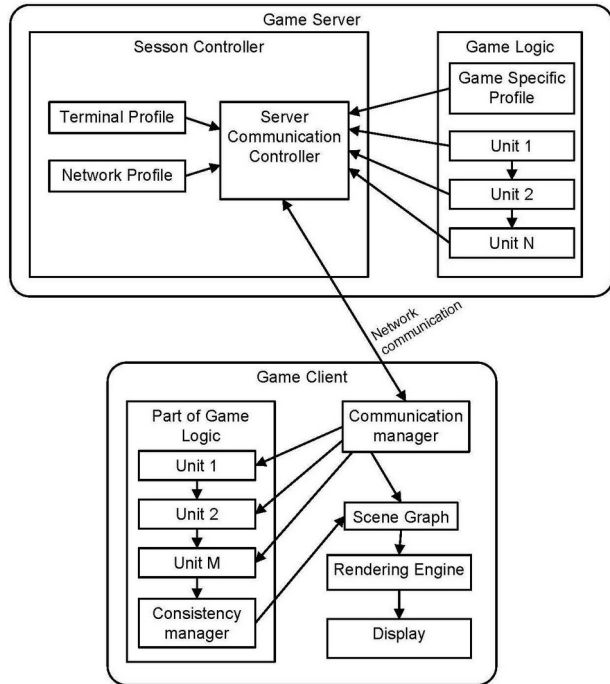 Game Server
Sesson Controller
Terminal Profile
Network Profile
Server
Communication
Controller
Game Logic
Game Specific
Profile
Unit 1
Unit 2
Unit N
Network
communication
Game Client
Part of Game
Logic
Unit 1
Unit 2
Unit M
Consistency
manager
Communication
manager
Scene Graph
Rendering Engine
Display